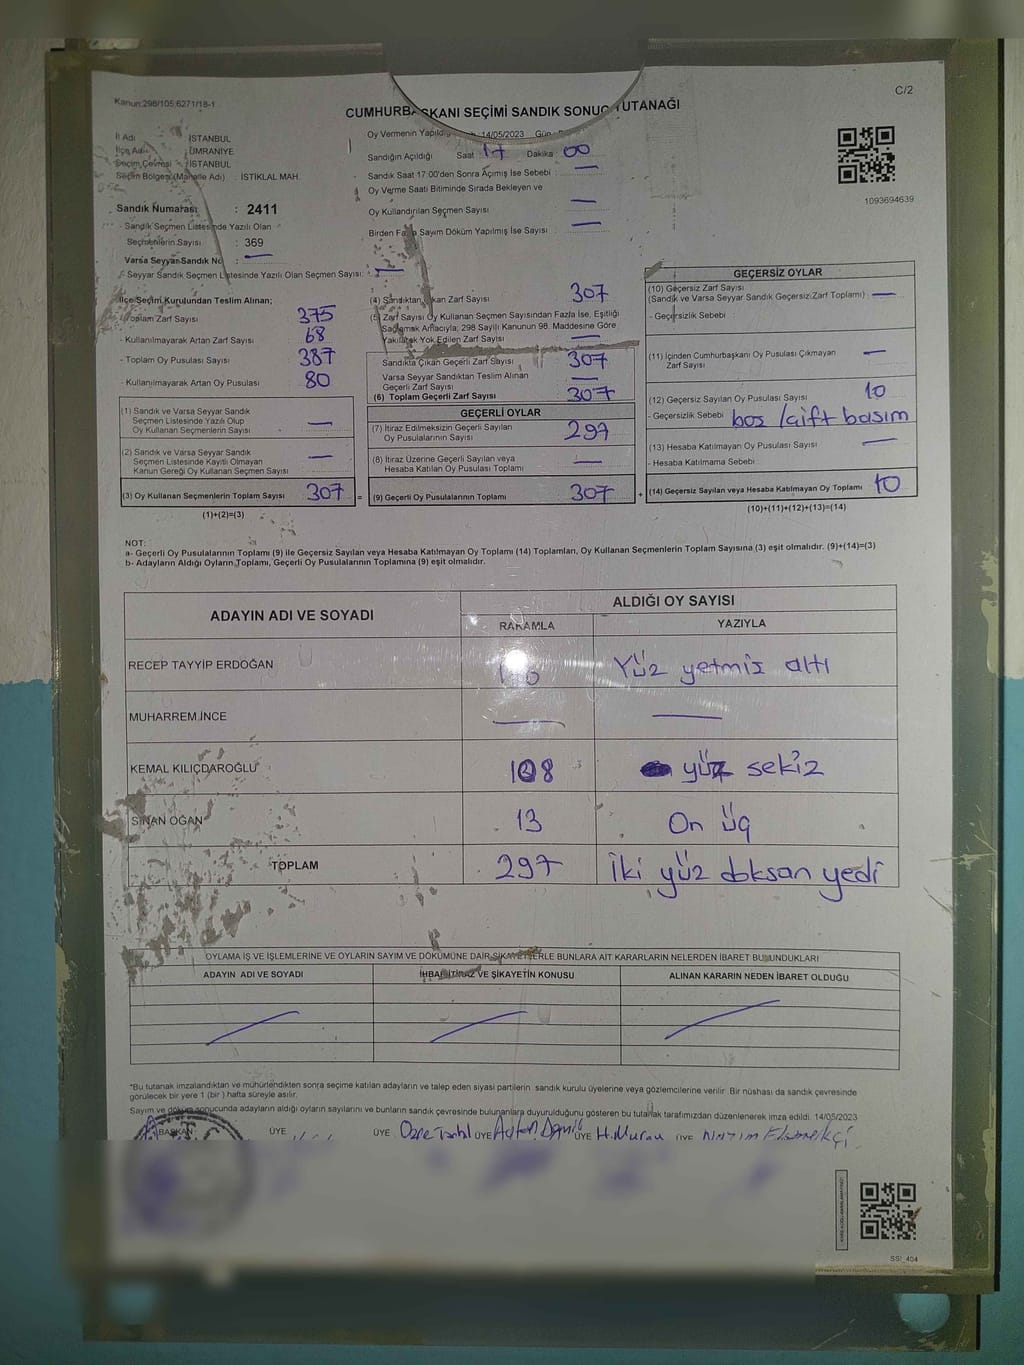 Kanun:298/105;6271/18-1
C/2
CUMHURBAŞKANI SEÇİMİ SANDIK SONUÇ TUTANAĞI
İl Adı : İSTANBUL
İlçe Adı : ÜMRANİYE
Seçim Çevresi : İSTANBUL
Seçim Bölgesi (Mahalle Adı) : İSTİKLAL MAH.
Sandık Numarası : 2411
Sandık Seçmen Listesinde Yazılı Olan
Seçmenlerin Sayısı : 369
Varsa Seyyar Sandık No :
Seyyar Sandık Seçmen Listesinde Yazılı Olan Seçmen Sayısı:
Oy Vermenin Yapıldığı 14/05/2023 Gün
Sandığın Açıldığı Saat : 17 Dakika : 00
Sandık Saat 17:00'den Sonra Açımış İse Sebebi :
Oy Verme Saati Bitiminde Sırada Bekleyen ve
Oy Kullandırılan Seçmen Sayısı :
Birden Fazla Sayım Döküm Yapılmış İse Sayısı :
1093694639
İlçe Seçim Kurulundan Teslim Alınan;
- Toplam Zarf Sayısı 375
- Kullanılmayarak Artan Zarf Sayısı 68
- Toplam Oy Pusulası Sayısı 387
- Kullanılmayarak Artan Oy Pusulası 80
(1) Sandık ve Varsa Seyyar Sandık
Seçmen Listesinde Yazılı Olup
Oy Kullanan Seçmenlerin Sayısı
(2) Sandık ve Varsa Seyyar Sandık
Seçmen Listesinde Kayıtlı Olmayan
Kanun Gereği Oy Kullanan Seçmen Sayısı
(3) Oy Kullanan Seçmenlerin Toplam Sayısı 307 =
(1)+(2)=(3)
(4) Sandıktan Çıkan Zarf Sayısı 307
(5) Zarf Sayısı Oy Kullanan Seçmen Sayısından Fazla İse, Eşitliği
Sağlamak Amacıyla; 298 Sayılı Kanunun 98. Maddesine Göre
Yakılarak Yok Edilen Zarf Sayısı
Sandıkta Çıkan Geçerli Zarf Sayısı 307
Varsa Seyyar Sandıktan Teslim Alınan
Geçerli Zarf Sayısı
(6) Toplam Geçerli Zarf Sayısı 307
GEÇERLİ OYLAR
(7) İtiraz Edilmeksizin Geçerli Sayılan
Oy Pusulalarının Sayısı 297
(8) İtiraz Üzerine Geçerli Sayılan veya
Hesaba Katılan Oy Pusulası Toplamı
(9) Geçerli Oy Pusulalarının Toplamı 307 +
GEÇERSİZ OYLAR
(10) Geçersiz Zarf Sayısı
(Sandık ve Varsa Seyyar Sandık Geçersiz Zarf Toplamı)
- Geçersizlik Sebebi
(11) İçinden Cumhurbaşkanı Oy Pusulası Çıkmayan
Zarf Sayısı
(12) Geçersiz Sayılan Oy Pusulası Sayısı 10
- Geçersizlik Sebebi boş / çift basım
(13) Hesaba Katılmayan Oy Pusulası Sayısı
- Hesaba Katılmama Sebebi
(14) Geçersiz Sayılan veya Hesaba Katılmayan Oy Toplamı 10
(10)+(11)+(12)+(13)=(14)
NOT:
a- Geçerli Oy Pusulalarının Toplamı (9) ile Geçersiz Sayılan veya Hesaba Katılmayan Oy Toplamı (14) Toplamları, Oy Kullanan Seçmenlerin Toplam Sayısına (3) eşit olmalıdır. (9)+(14)=(3)
b- Adayların Aldığı Oyların Toplamı, Geçerli Oy Pusulalarının Toplamına (9) eşit olmalıdır.
ADAYIN ADI VE SOYADI
ALDIĞI OY SAYISI
RAKAMLA YAZIYLA
RECEP TAYYİP ERDOĞAN Yüz yetmiş altı
MUHARREM İNCE
KEMAL KILIÇDAROĞLU 108 yüz sekiz
SİNAN OĞAN 13 On üç
TOPLAM 297 İki yüz doksan yedi
OYLAMA İŞ VE İŞLEMLERİNE VE OYLARIN SAYIM VE DÖKÜMÜNE DAİR ŞİKAYETLERLE BUNLARA AİT KARARLARIN NELERDEN İBARET BULUNDUKLARI
ADAYIN ADI VE SOYADI İHBAR İTİRAZ VE ŞİKAYETİN KONUSU ALINAN KARARIN NEDEN İBARET OLDUĞU
*Bu tutanak imzalandıktan ve mühürlendikten sonra seçime katılan adayların ve talep eden siyasi partilerin sandık kurulu üyelerine veya gözlemcilerine verilir. Bir nüshası da sandık çevresinde
görülecek bir yere 1 (bir ) hafta süreyle asılır.
Sayım ve döküm sonucunda adayların aldığı oyların sayılarını ve bunların sandık çevresinde bulunanlara duyurulduğunu gösteren bu tutanak tarafımızdan düzenlenerek imza edildi. 14/05/2023
BAŞKAN ÜYE ÜYE ÜYE ÜYE H. Murau ÜYE
SSİ_404